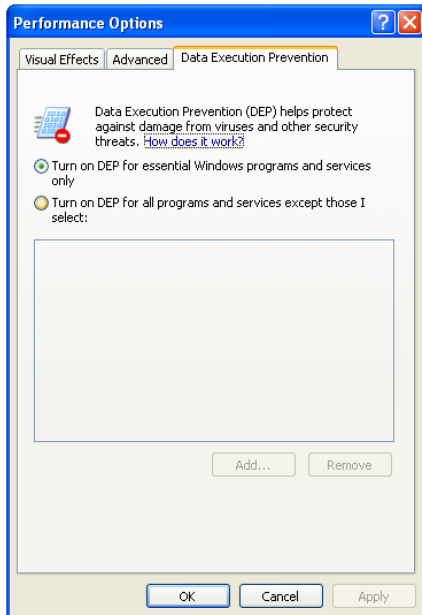 Performance Options
Visual Effects Advanced Data Execution Prevention
Data Execution Prevention (DEP) helps protect
against damage from viruses and other security
threats. How does it work?
Turn on DEP for essential Windows programs and services
only
Turn on DEP for all programs and services except those I
select:
Add... Remove
OK Cancel Apply